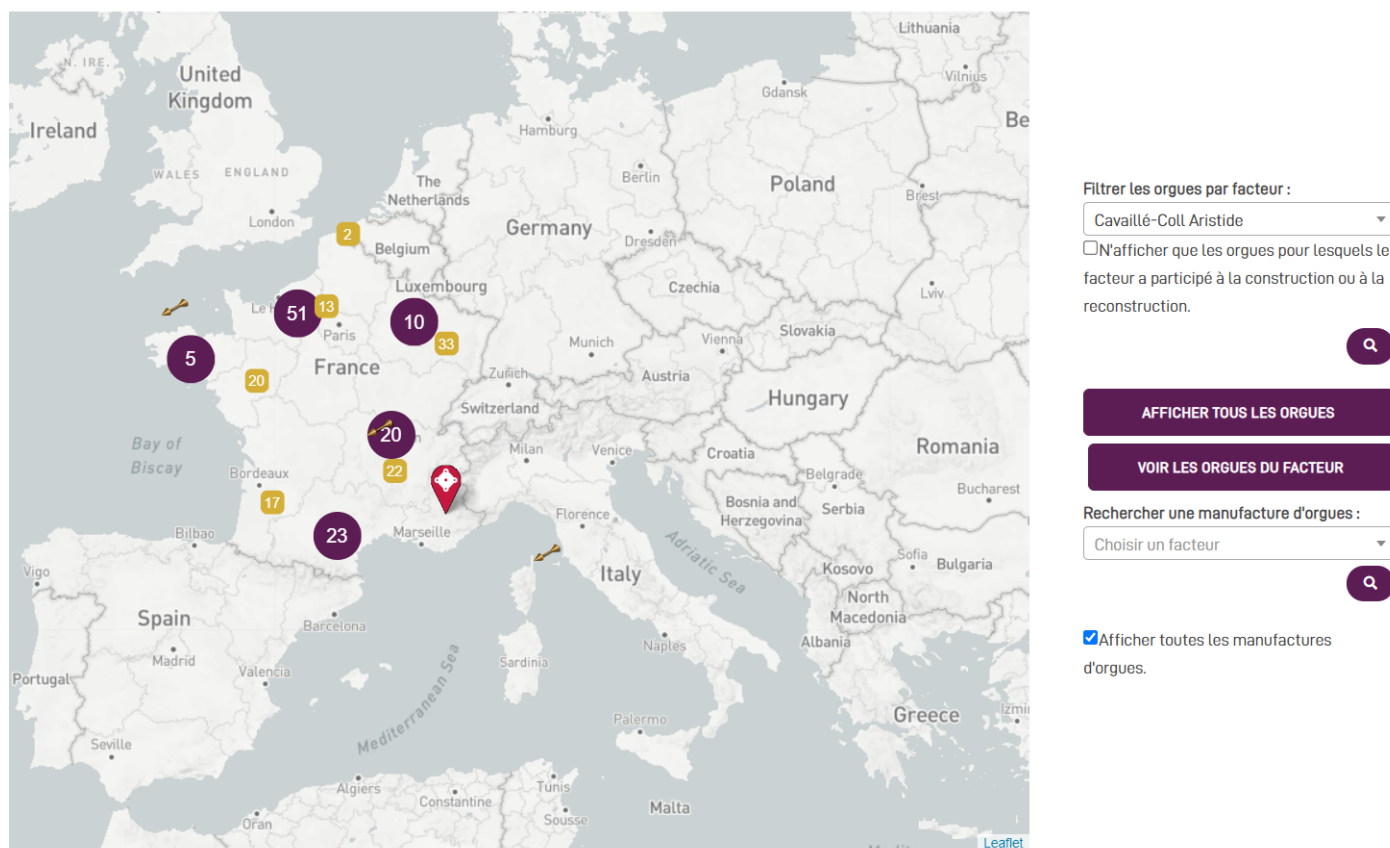 Lithuania
N. IRE.
United
Kingdom
Vilnius
Gdansk
Ireland
Hamburg
Be
WALES
ENGLAND
The
Netherlands
Berlin
Poland
Brest
London
2
Germany
Belgium
Dresden
Luxembourg
Czechia
Lviv
Le H
51
13
10
Paris
Slovakia
5
33
Munich
Vienna
France
Zurich
Austria
20
Hungary
Switzerland
20
n
Bay of
Biscay
Milan
Venice
Croatia
Romania
22
Bordeaux
Belgrade
Bucharest
17
Bosnia and
Herzegovina
Serbia
Florence
23
Marseille
Bilbao
Adriatic Sea
Sofia
Bulgaria
Vigo
Italy
Kosovo
North
Macedonia
Spain
Barcelona
Albania
Naples
Madrid
Sardinia
Portugal
Valencia
Mediterranean Sea
Greece
Izmi
Palermo
Seville
Algiers
Constantine
Tunis
Malta
Oran
Sousse
Leaflet
Filtrer les orgues par facteur :
Cavaillé-Coll Aristide
N'afficher que les orgues pour lesquels le
facteur a participé à la construction ou à la
reconstruction.
AFFICHER TOUS LES ORGUES
VOIR LES ORGUES DU FACTEUR
Rechercher une manufacture d'orgues :
Choisir un facteur
Afficher toutes les manufactures
d'orgues.